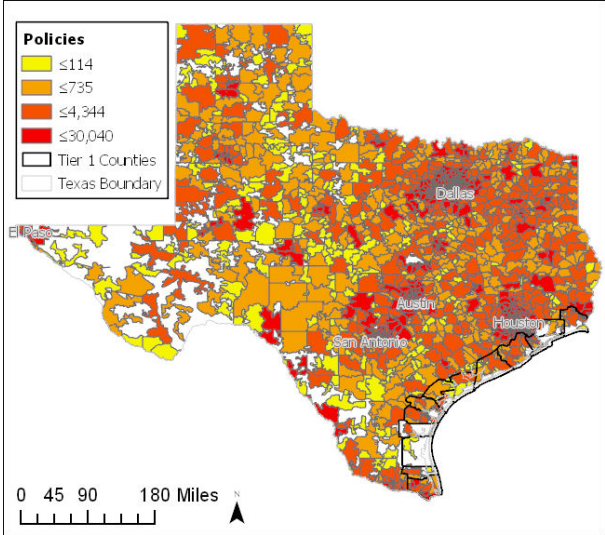 Policies
≤114
≤735
≤4,344
≤30,040
Tier 1 Counties
Texas Boundary
Dallas
El Paso
Austin
Houston
San Antonio
0 45 90 180 Miles
N